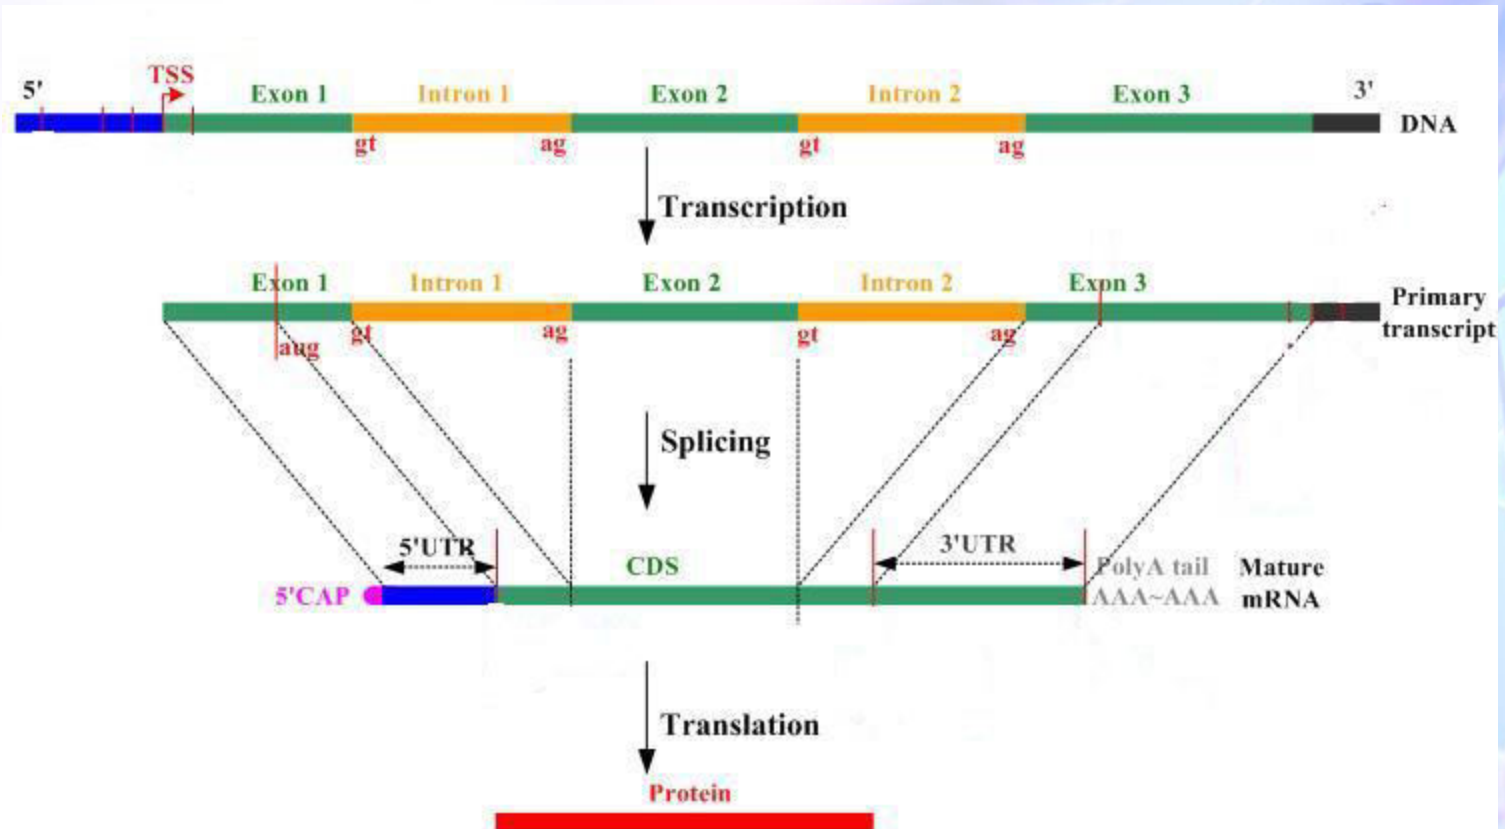 TSS
5' Exon 1 Intron 1 Exon 2 Intron 2 Exon 3 3'
DNA
gt ag gt ag
Transcription
Exon 1 Intron 1 Exon 2 Intron 2 Exon 3
Primary
transcript
aug gt ag gt ag
Splicing
5'UTR CDS 3'UTR
PolyA tail Mature
5'CAP AAA~AAA mRNA
Translation
Protein